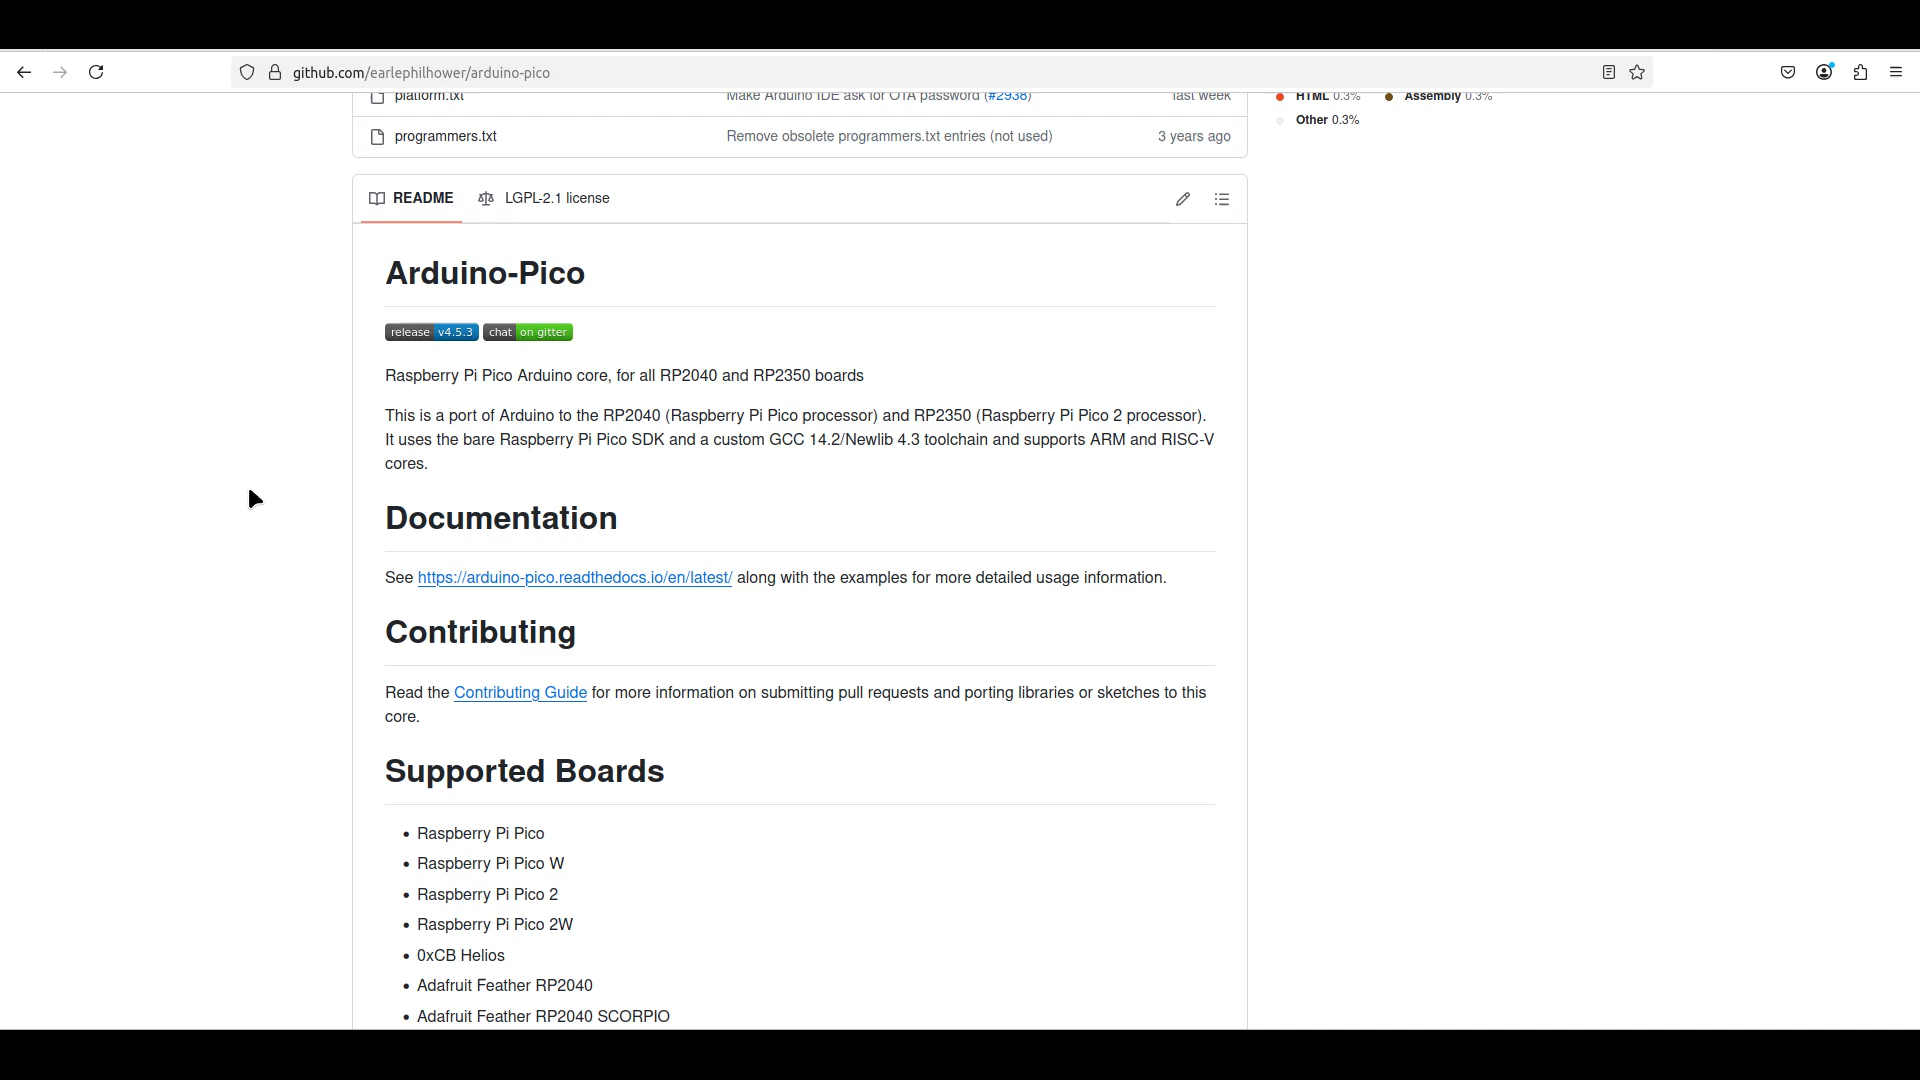 github.com/earlephilhower/arduino-pico
platform.txt Make Arduino IDE ask for OTA password (#2938) last week
HTML 0.3% Assembly 0.3%
Other 0.3%
programmers.txt Remove obsolete programmers.txt entries (not used) 3 years ago
README LGPL-2.1 license
Arduino-Pico
release v4.5.3 chat on gitter
Raspberry Pi Pico Arduino core, for all RP2040 and RP2350 boards
This is a port of Arduino to the RP2040 (Raspberry Pi Pico processor) and RP2350 (Raspberry Pi Pico 2 processor).
It uses the bare Raspberry Pi Pico SDK and a custom GCC 14.2/Newlib 4.3 toolchain and supports ARM and RISC-V
cores.
Documentation
See https://arduino-pico.readthedocs.io/en/latest/ along with the examples for more detailed usage information.
Contributing
Read the Contributing Guide for more information on submitting pull requests and porting libraries or sketches to this
core.
Supported Boards
• Raspberry Pi Pico
• Raspberry Pi Pico W
• Raspberry Pi Pico 2
• Raspberry Pi Pico 2W
• 0xCB Helios
• Adafruit Feather RP2040
• Adafruit Feather RP2040 SCORPIO